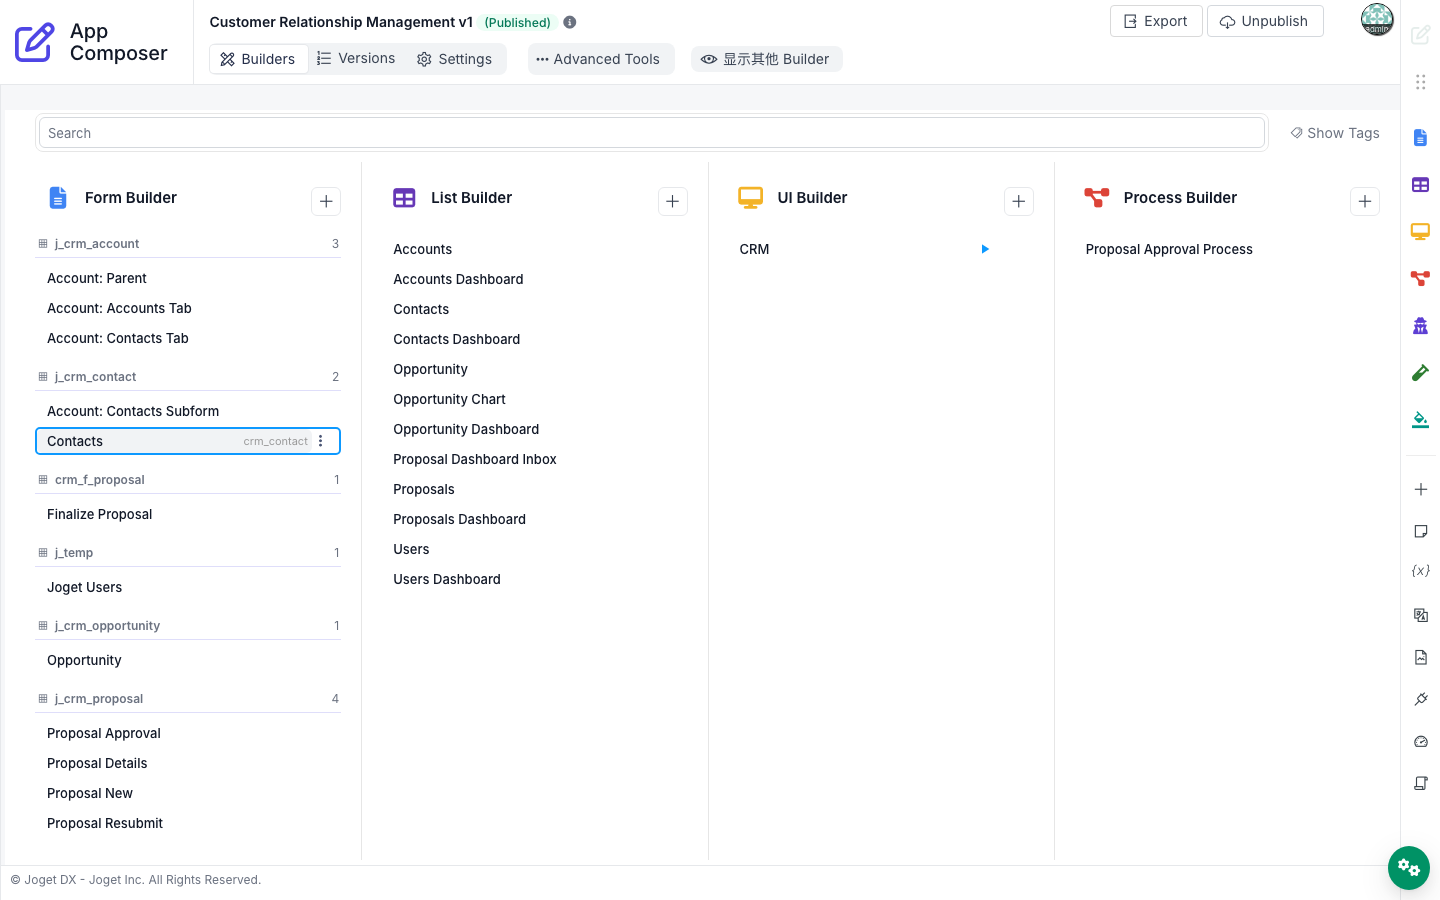 App
Composer
Customer Relationship Management v1 (Published)
Export
Unpublish
admin
Builders
Versions
Settings
Advanced Tools
显示其他 Builder
Search
Show Tags
Form Builder
j_crm_account 3
Account: Parent
Account: Accounts Tab
Account: Contacts Tab
j_crm_contact 2
Account: Contacts Subform
Contacts crm_contact
crm_f_proposal 1
Finalize Proposal
j_temp 1
Joget Users
j_crm_opportunity 1
Opportunity
j_crm_proposal 4
Proposal Approval
Proposal Details
Proposal New
Proposal Resubmit
List Builder
Accounts
Accounts Dashboard
Contacts
Contacts Dashboard
Opportunity
Opportunity Chart
Opportunity Dashboard
Proposal Dashboard Inbox
Proposals
Proposals Dashboard
Users
Users Dashboard
UI Builder
CRM
Process Builder
Proposal Approval Process
{x}
© Joget DX - Joget Inc. All Rights Reserved.